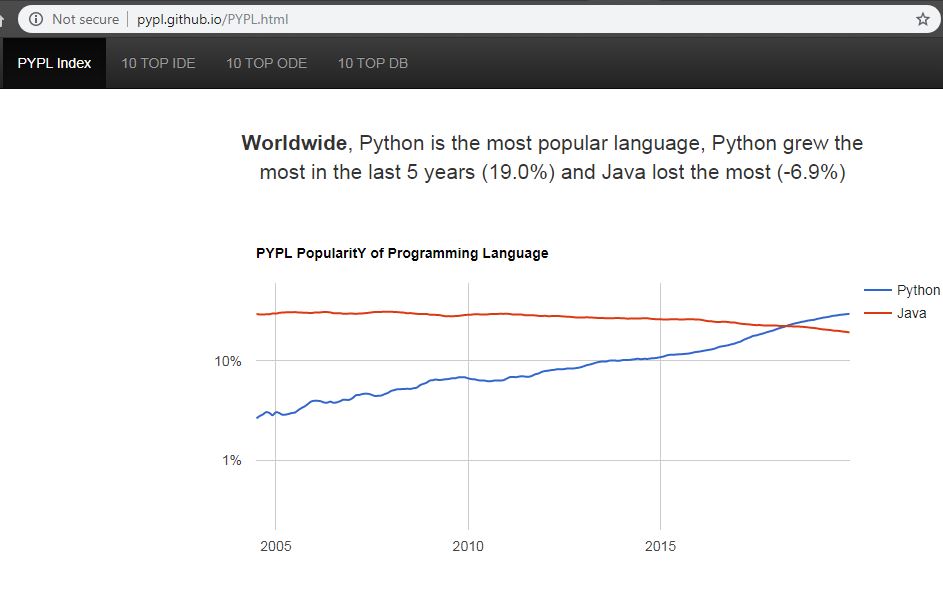 Not secure | pypl.github.io/PYPL.html
PYPL Index 10 TOP IDE 10 TOP ODE 10 TOP DB
Worldwide, Python is the most popular language, Python grew the
most in the last 5 years (19.0%) and Java lost the most (-6.9%)
PYPL PopularitY of Programming Language
Python
Java
10%
1%
2005 2010 2015